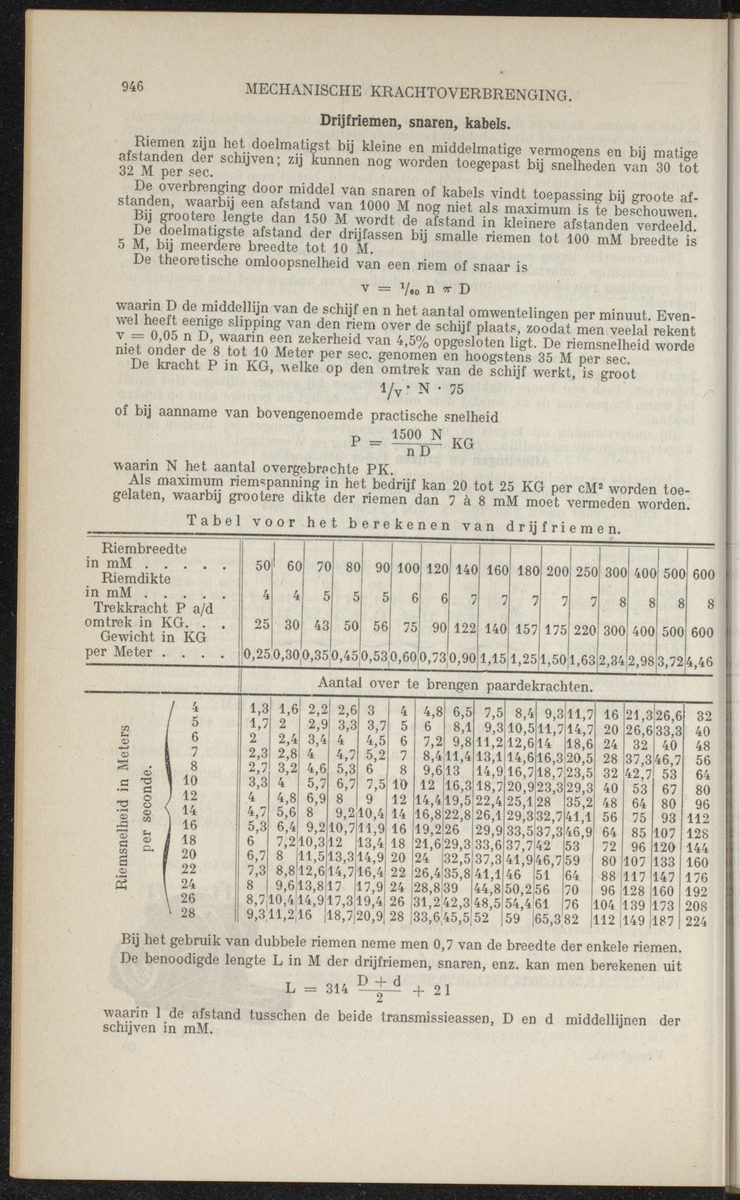 946
MECHANISCHE KRACHTOVERBRENGING.
Drijfriemen, snaren, kabels.
Riemen zijn het doelmatigst bij kleine en middelmatige vermogens en bij matige
afstanden der schijven; zij kunnen nog worden toegepast bij snelheden van 30 tot
32 M per sec.
De overbrenging door middel van snaren of kabels vindt toepassing bij groote af-
standen, waarbij een afstand van 1000 M nog niet als maximum is te beschouwen.
Bij grootere lengte dan 150 M wordt de afstand in kleinere afstanden verdeeld.
De doelmatigste afstand der drijfassen bij smalle riemen tot 100 mM breedte is
5 M, bij meerdere breedte tot 10 M.
De theoretische omloopsnelheid van een riem of snaar is
v = 1/60 n π D
waarin D de middellijn van de schijf en n het aantal omwentelingen per minuut. Even-
wel heeft eenige slipping van den riem over de schijf plaats, zoodat men veelal rekent
v = 0,05 n D, waarin een zekerheid van 4,5% opgesloten ligt. De riemsnelheid worde
niet onder de 8 tot 10 Meter per sec. genomen en hoogstens 35 M per sec.
De kracht P in KG, welke op den omtrek van de schijf werkt, is groot
1/v · N · 75
of bij aanname van bovengenoemde practische snelheid
P = 1500 N / n D KG
waarin N het aantal overgebrachte PK.
Als maximum riemspanning in het bedrijf kan 20 tot 25 KG per cM² worden toe-
gelaten, waarbij grootere dikte der riemen dan 7 à 8 mM moet vermeden worden.
Tabel voor het berekenen van drijfriemen.
Riembreedte
in mM . . . . . 50 60 70 80 90 100 120 140 160 180 200 250 300 400 500 600
Riemdikte
in mM . . . . . 4 4 5 5 5 6 6 7 7 7 7 7 8 8 8 8
Trekkracht P a/d
omtrek in KG. . . 25 30 43 50 56 75 90 122 140 157 175 220 300 400 500 600
Gewicht in KG
per Meter . . . . 0,25 0,30 0,35 0,45 0,53 0,60 0,73 0,90 1,15 1,25 1,50 1,63 2,34 2,98 3,72 4,46
Aantal over te brengen paardekrachten.
Riemsnelheid in Meters
per seconde.
4 1,3 1,6 2,2 2,6 3 4 4,8 6,5 7,5 8,4 9,3 11,7 16 21,3 26,6 32
5 1,7 2 2,9 3,3 3,7 5 6 8,1 9,3 10,5 11,7 14,7 20 26,6 33,3 40
6 2 2,4 3,4 4 4,5 6 7,2 9,8 11,2 12,6 14 18,6 24 32 40 48
7 2,3 2,8 4 4,7 5,2 7 8,4 11,4 13,1 14,6 16,3 20,5 28 37,3 46,7 56
8 2,7 3,2 4,6 5,3 6 8 9,6 13 14,9 16,7 18,7 23,5 32 42,7 53 64
10 3,3 4 5,7 6,7 7,5 10 12 16,3 18,7 20,9 23,3 29,3 40 53 67 80
12 4 4,8 6,9 8 9 12 14,4 19,5 22,4 25,1 28 35,2 48 64 80 96
14 4,7 5,6 8 9,2 10,4 14 16,8 22,8 26,1 29,3 32,7 41,1 56 75 93 112
16 5,3 6,4 9,2 10,7 11,9 16 19,2 26 29,9 33,5 37,3 46,9 64 85 107 128
18 6 7,2 10,3 12 13,4 18 21,6 29,3 33,6 37,7 42 53 72 96 120 144
20 6,7 8 11,5 13,3 14,9 20 24 32,5 37,3 41,9 46,7 59 80 107 133 160
22 7,3 8,8 12,6 14,7 16,4 22 26,4 35,8 41,1 46 51 64 88 117 147 176
24 8 9,6 13,8 17 17,9 24 28,8 39 44,8 50,2 56 70 96 128 160 192
26 8,7 10,4 14,9 17,3 19,4 26 31,2 42,3 48,5 54,4 61 76 104 139 173 208
28 9,3 11,2 16 18,7 20,9 28 33,6 45,5 52 59 65,3 82 112 149 187 224
Bij het gebruik van dubbele riemen neme men 0,7 van de breedte der enkele riemen.
De benoodigde lengte L in M der drijfriemen, snaren, enz. kan men berekenen uit
L = 314 D + d / 2 + 2 l
waarin l de afstand tusschen de beide transmissieassen, D en d middellijnen der
schijven in mM.